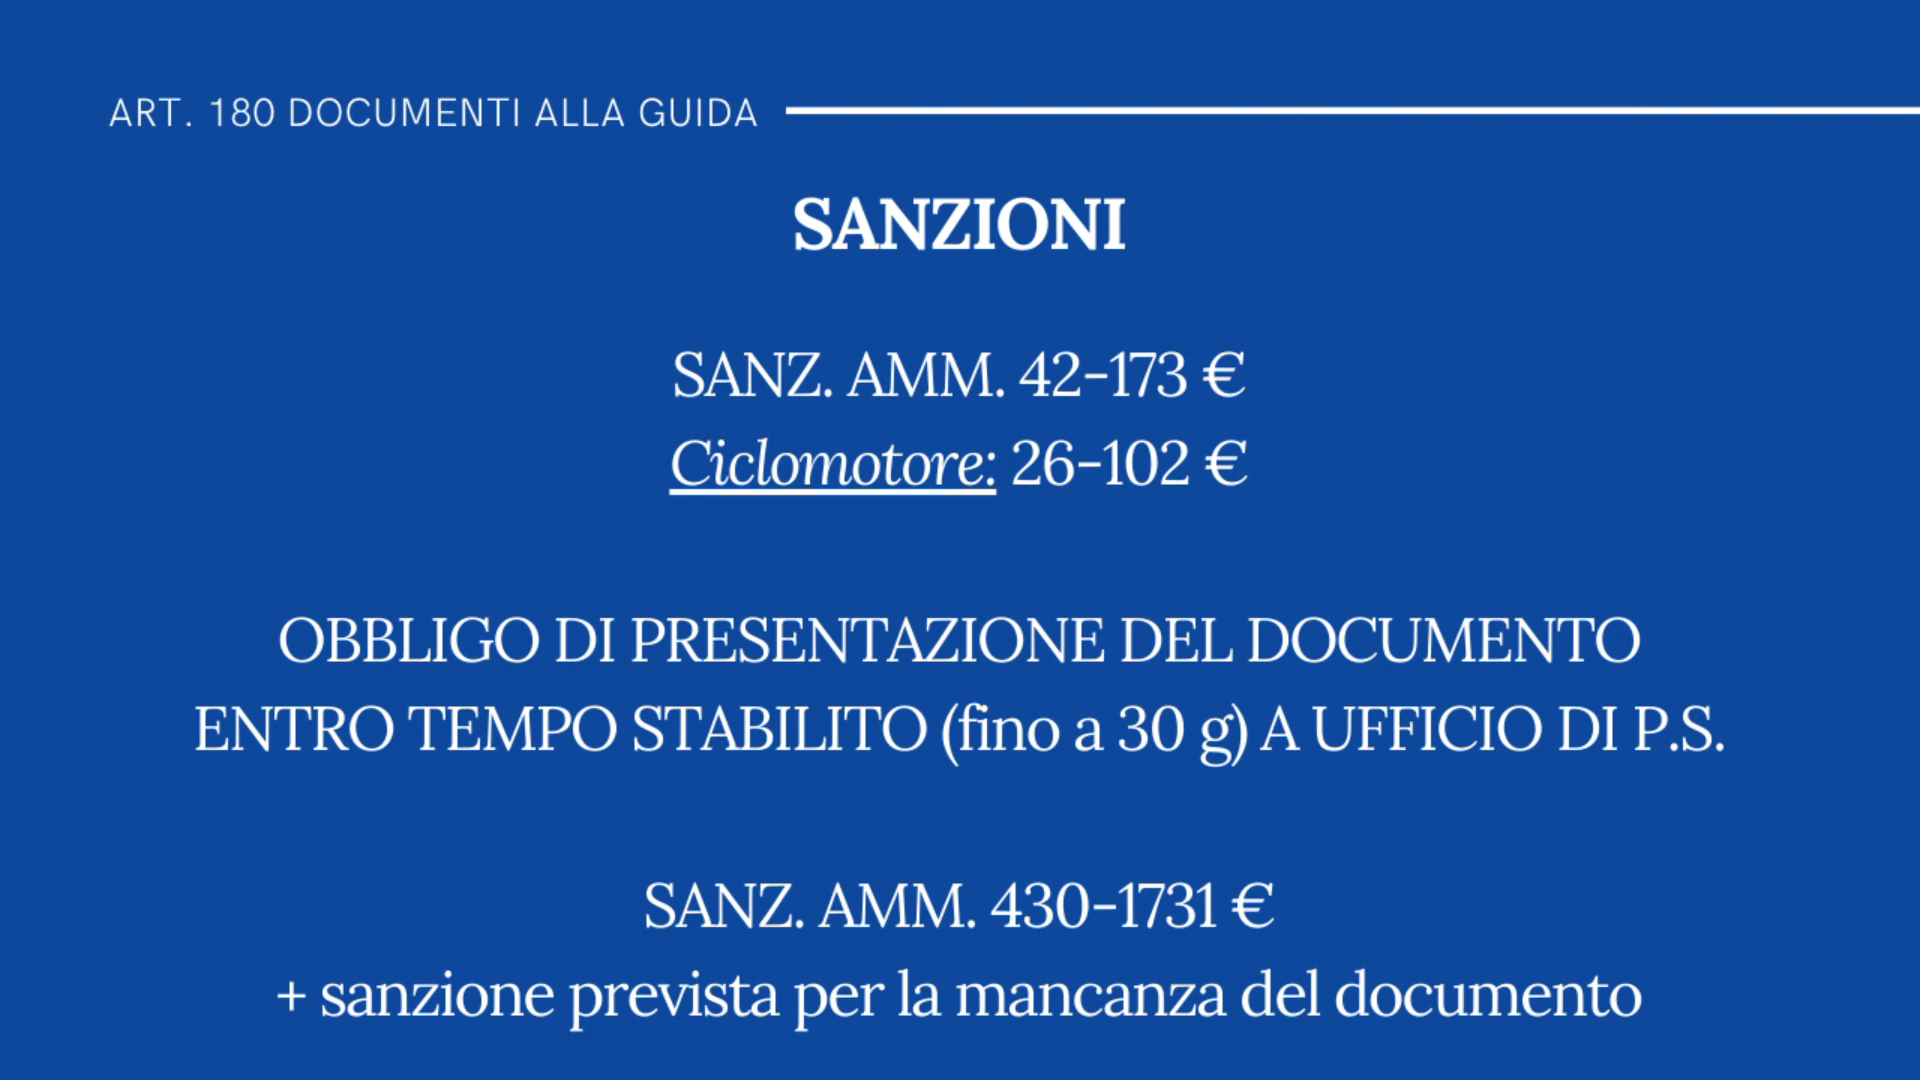 ART. 180 DOCUMENTI ALLA GUIDA
SANZIONI
SANZ. AMM. 42-173 €
Ciclomotore: 26-102 €
OBBLIGO DI PRESENTAZIONE DEL DOCUMENTO
ENTRO TEMPO STABILITO (fino a 30 g) A UFFICIO DI P.S.
SANZ. AMM. 430-1731 €
+ sanzione prevista per la mancanza del documento